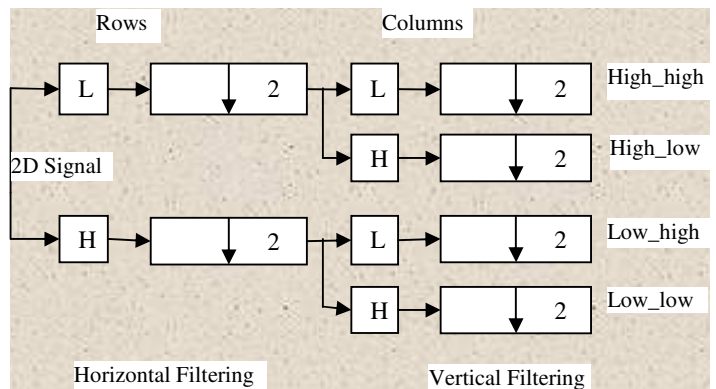 Rows Columns
L 2 L 2 High_high
H 2 High_low
2D Signal
H 2 L 2 Low_high
H 2 Low_low
Horizontal Filtering Vertical Filtering